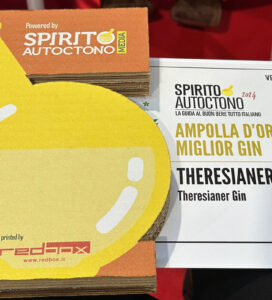 Powered by
SPIRITO
AUTOCTONO
MEDIA
printed by
redbox
www.redbox.it
SPIRITO
AUTOCTONO
2024
LA GUIDA AL BUON BERE TUTTO ITALIANO
AMPOLLA D'OR
MIGLIOR GIN
THERESIANER
Theresianer Gin